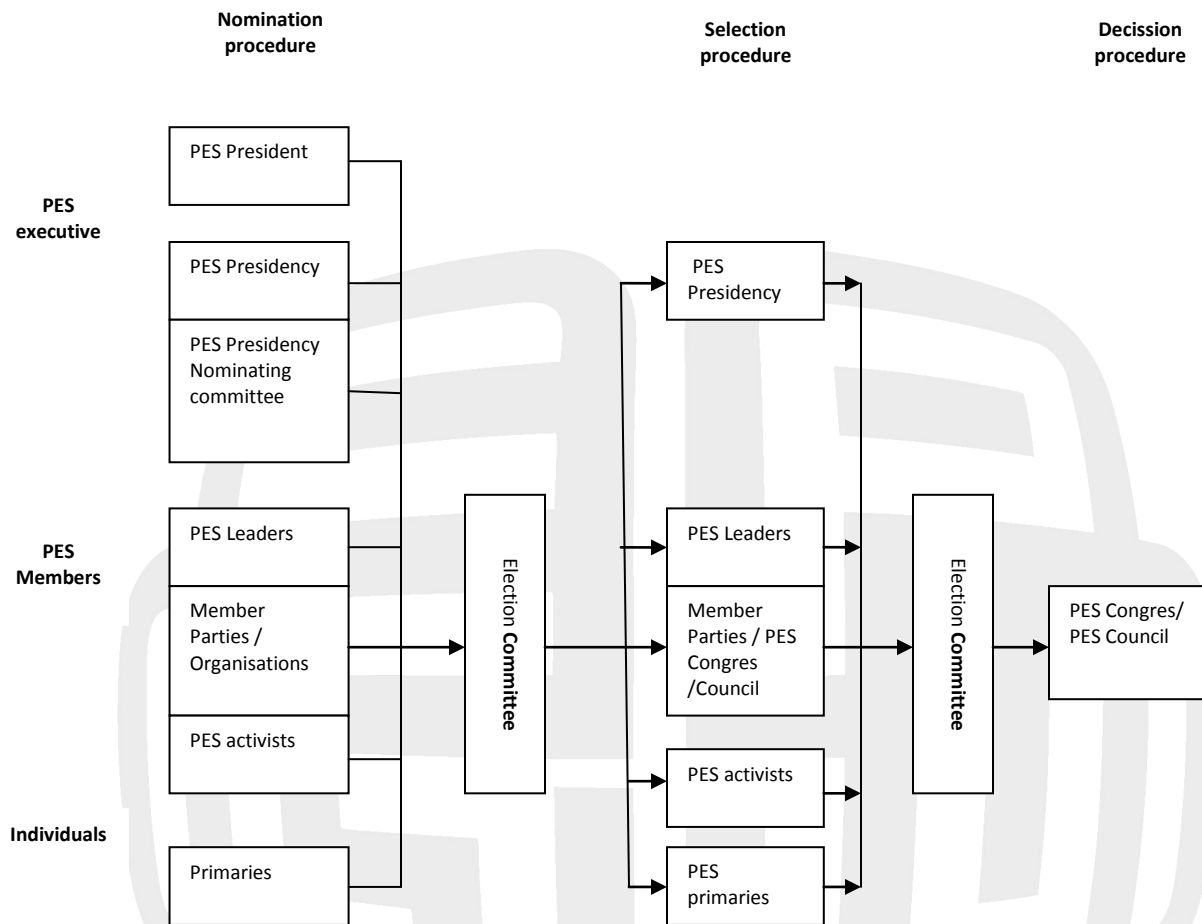 Nomination
procedure
Selection
procedure
Decission
procedure
PES
executive
PES President
PES Presidency
PES Presidency
Nominating
committee
PES
Presidency
PES
Members
PES Leaders
Member
Parties /
Organisations
PES activists
Election Committee
PES Leaders
Member
Parties / PES
Congres
/Council
PES activists
Election Committee
PES Congres/
PES Council
Individuals
Primaries
PES
primaries